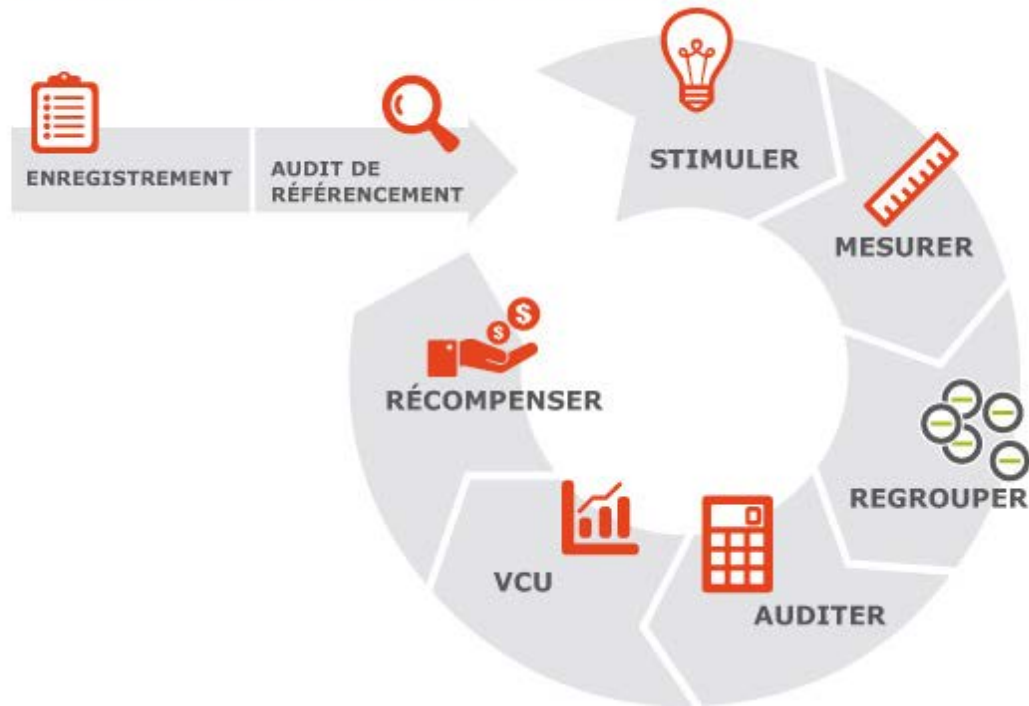 ENREGISTREMENT
AUDIT DE
RÉFÉRENCEMENT
STIMULER
MESURER
REGROUPER
AUDITER
VCU
RÉCOMPENSER
$
$